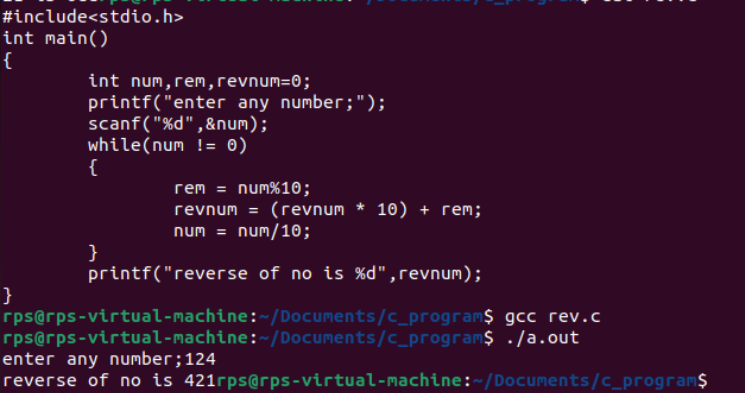 #include<stdio.h>
int main()
{
        int num,rem,revnum=0;
        printf("enter any number;");
        scanf("%d",&num);
        while(num != 0)
        {
                rem = num%10;
                revnum = (revnum * 10) + rem;
                num = num/10;
        }
        printf("reverse of no is %d",revnum);
}
rps@rps-virtual-machine:~/Documents/c_program$ gcc rev.c
rps@rps-virtual-machine:~/Documents/c_program$ ./a.out
enter any number;124
reverse of no is 421rps@rps-virtual-machine:~/Documents/c_program$